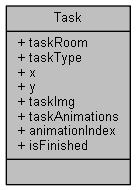 Task
+ taskRoom
+ taskType
+ x
+ y
+ taskImg
+ taskAnimations
+ animationIndex
+ isFinished